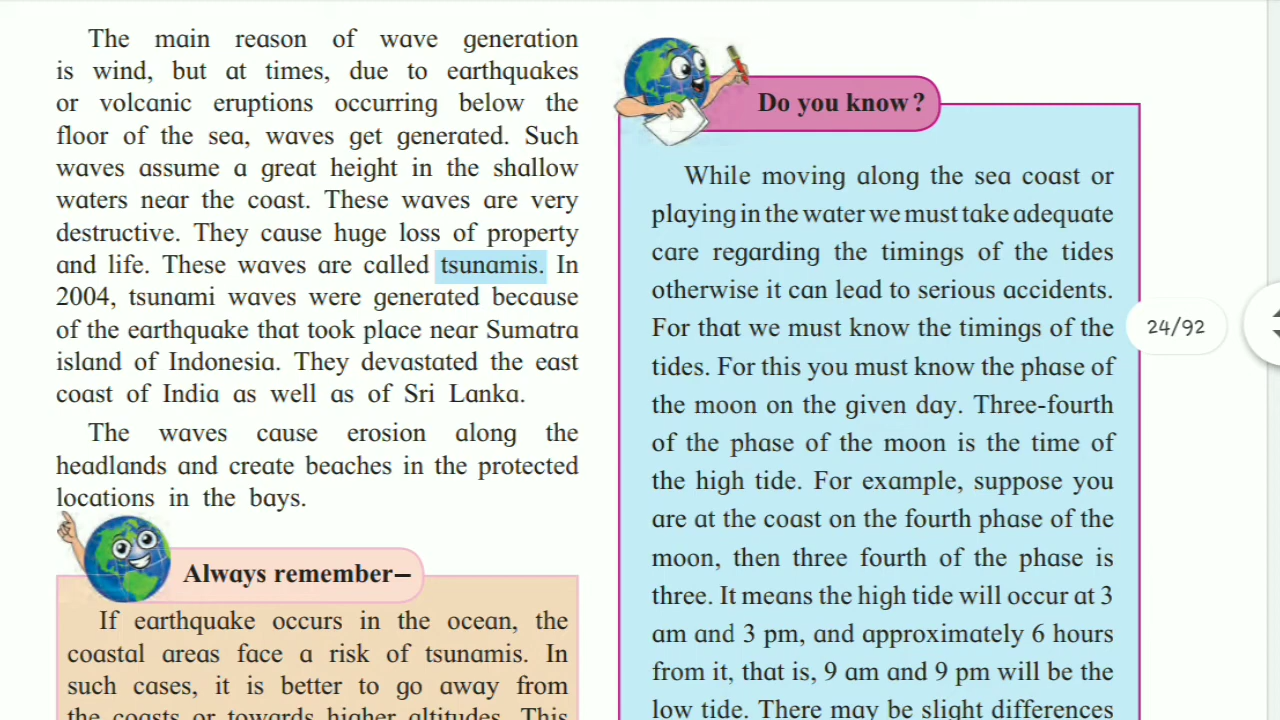 The main reason of wave generation
is wind, but at times, due to earthquakes
or volcanic eruptions occurring below the
floor of the sea, waves get generated. Such
waves assume a great height in the shallow
waters near the coast. These waves are very
destructive. They cause huge loss of property
and life. These waves are called tsunamis. In
2004, tsunami waves were generated because
of the earthquake that took place near Sumatra
island of Indonesia. They devastated the east
coast of India as well as of Sri Lanka.
The waves cause erosion along the
headlands and create beaches in the protected
locations in the bays.
Always remember–
If earthquake occurs in the ocean, the
coastal areas face a risk of tsunamis. In
such cases, it is better to go away from
the coasts or towards higher altitudes. This
Do you know?
While moving along the sea coast or
playing in the water we must take adequate
care regarding the timings of the tides
otherwise it can lead to serious accidents.
For that we must know the timings of the
tides. For this you must know the phase of
the moon on the given day. Three-fourth
of the phase of the moon is the time of
the high tide. For example, suppose you
are at the coast on the fourth phase of the
moon, then three fourth of the phase is
three. It means the high tide will occur at 3
am and 3 pm, and approximately 6 hours
from it, that is, 9 am and 9 pm will be the
low tide. There may be slight differences
24/92